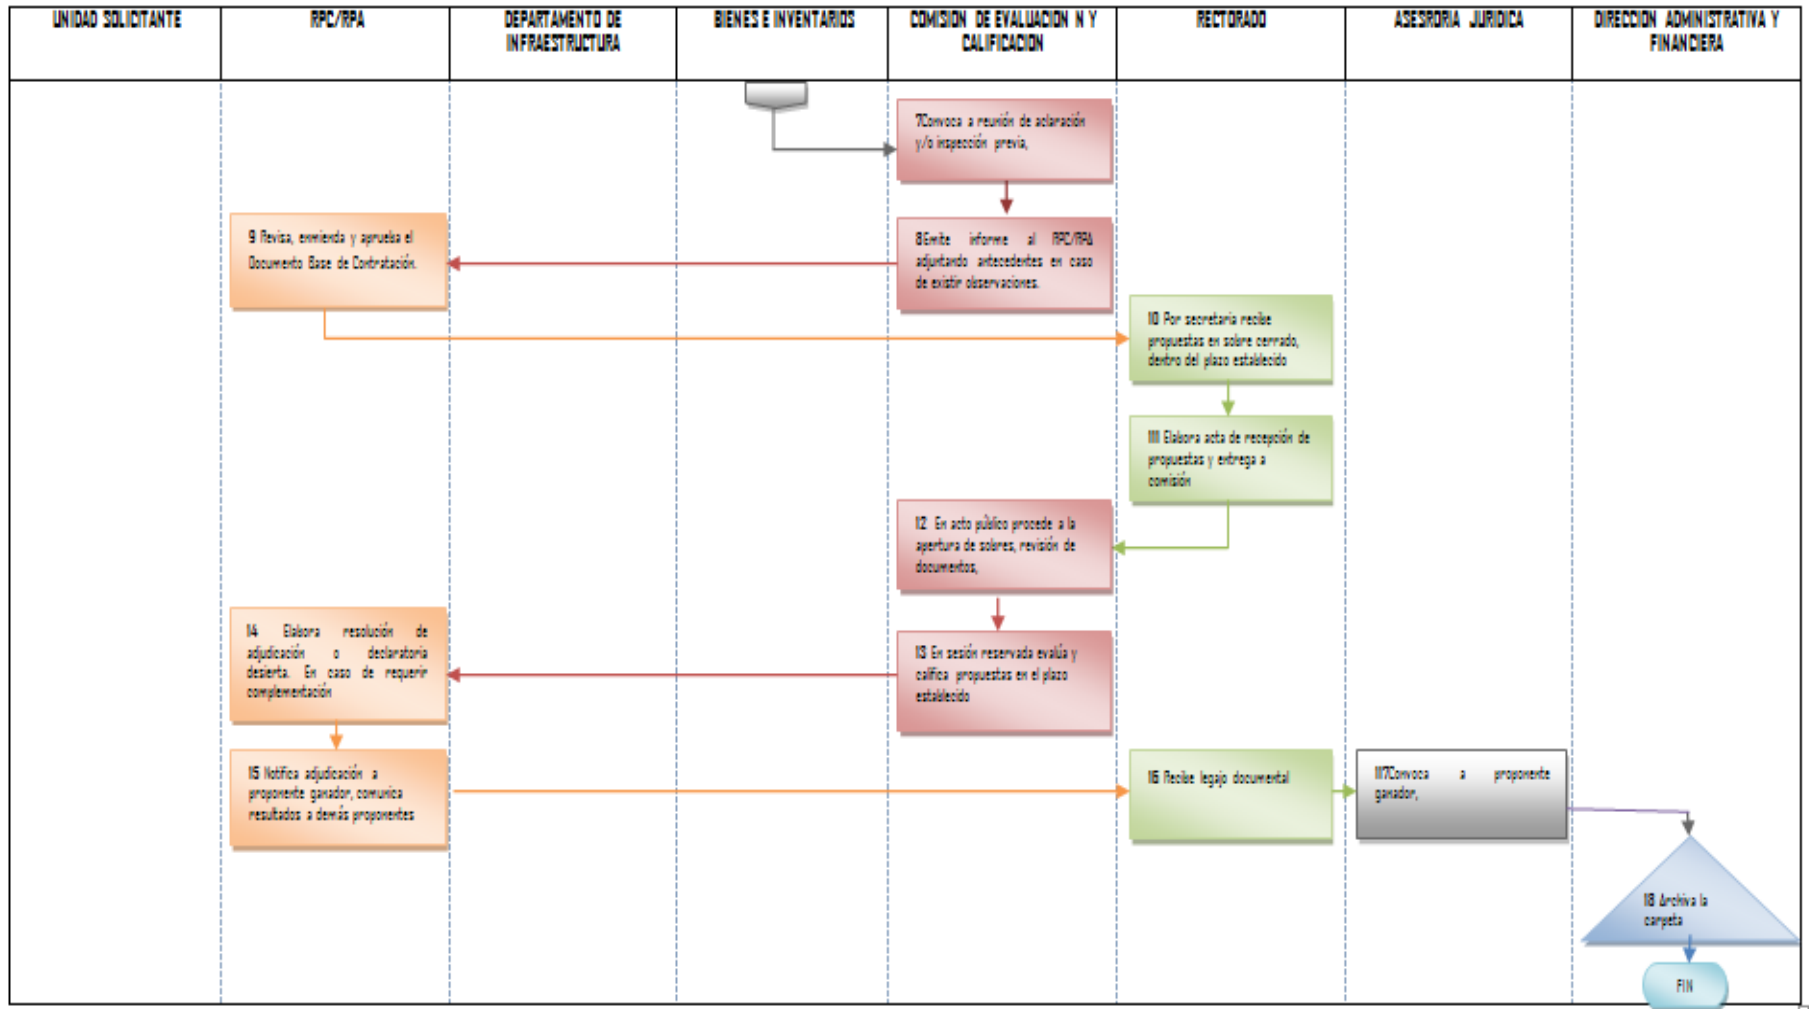 UNIDAD SOLICITANTE
RPC/RPA
DEPARTAMENTO DE
INFRAESTRUCTURA
BIENES E INVENTARIOS
COMISION DE EVALUACION N Y
CALIFICACION
RECTORADO
ASESRORIA JURIDICA
DIRECCION ADMINISTRATIVA Y
FINANCIERA
7Convoca a reunión de aclaración
y/o inspección previa,
8Emite informe al RPC/RPA
adjuntando antecedentes en caso
de existir observaciones.
9 Revisa, enmienda y aprueba el
Documento Base de Contratación.
10 Por secretaria recibe
propuestas en sobre cerrado,
dentro del plazo establecido
111 Elabora acta de recepción de
propuestas y entrega a
comisión
12 En acto público procede a la
apertura de sobres, revisión de
documentos,
13 En sesión reservada evalúa y
califica propuestas en el plazo
establecido
14 Elabora resolución de
adjudicación o declaratoria
desierta. En caso de requerir
complementación
15 Notifica adjudicación a
proponente ganador, comunica
resultados a demás proponentes
16 Recibe legajo documental
117Convoca a proponente
ganador,
18 Archiva la
carpeta
FIN